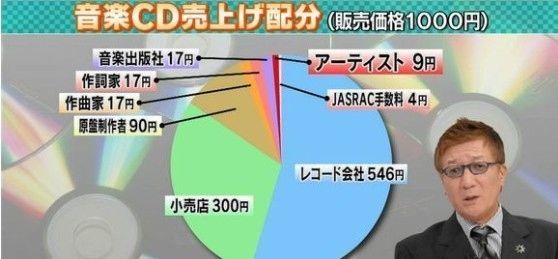 音楽CD売上げ配分(販売価格1000円)
音楽出版社 17円
アーティスト 9円
作詞家 17円
JASRAC手数料 4円
作曲家 17円
原盤制作者 90円
レコード会社 546円
小売店 300円